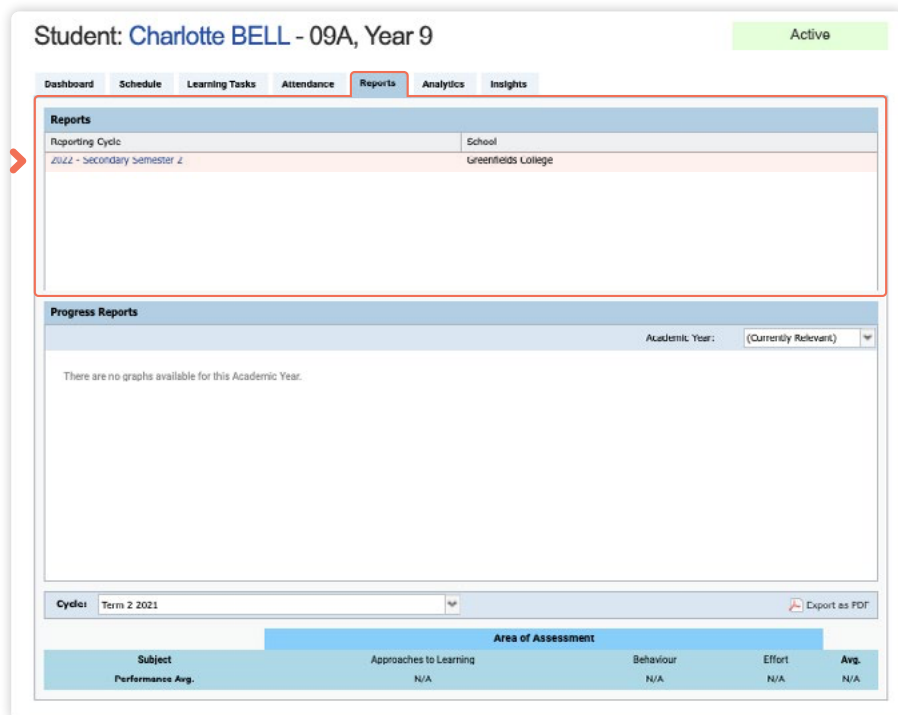 Student: Charlotte BELL - 09A, Year 9
Active
Dashboard Schedule Learning Tasks Attendance Reports Analytics Insights
Reports
Reporting Cycle School
2022 - Secondary Semester 2 Greenfields College
Progress Reports
Academic Year: (Currently Relevant)
There are no graphs available for this Academic Year.
Cycle: Term 2 2021 Export as PDF
Area of Assessment
Subject Approaches to Learning Behaviour Effort Avg.
Performance Avg. N/A N/A N/A N/A